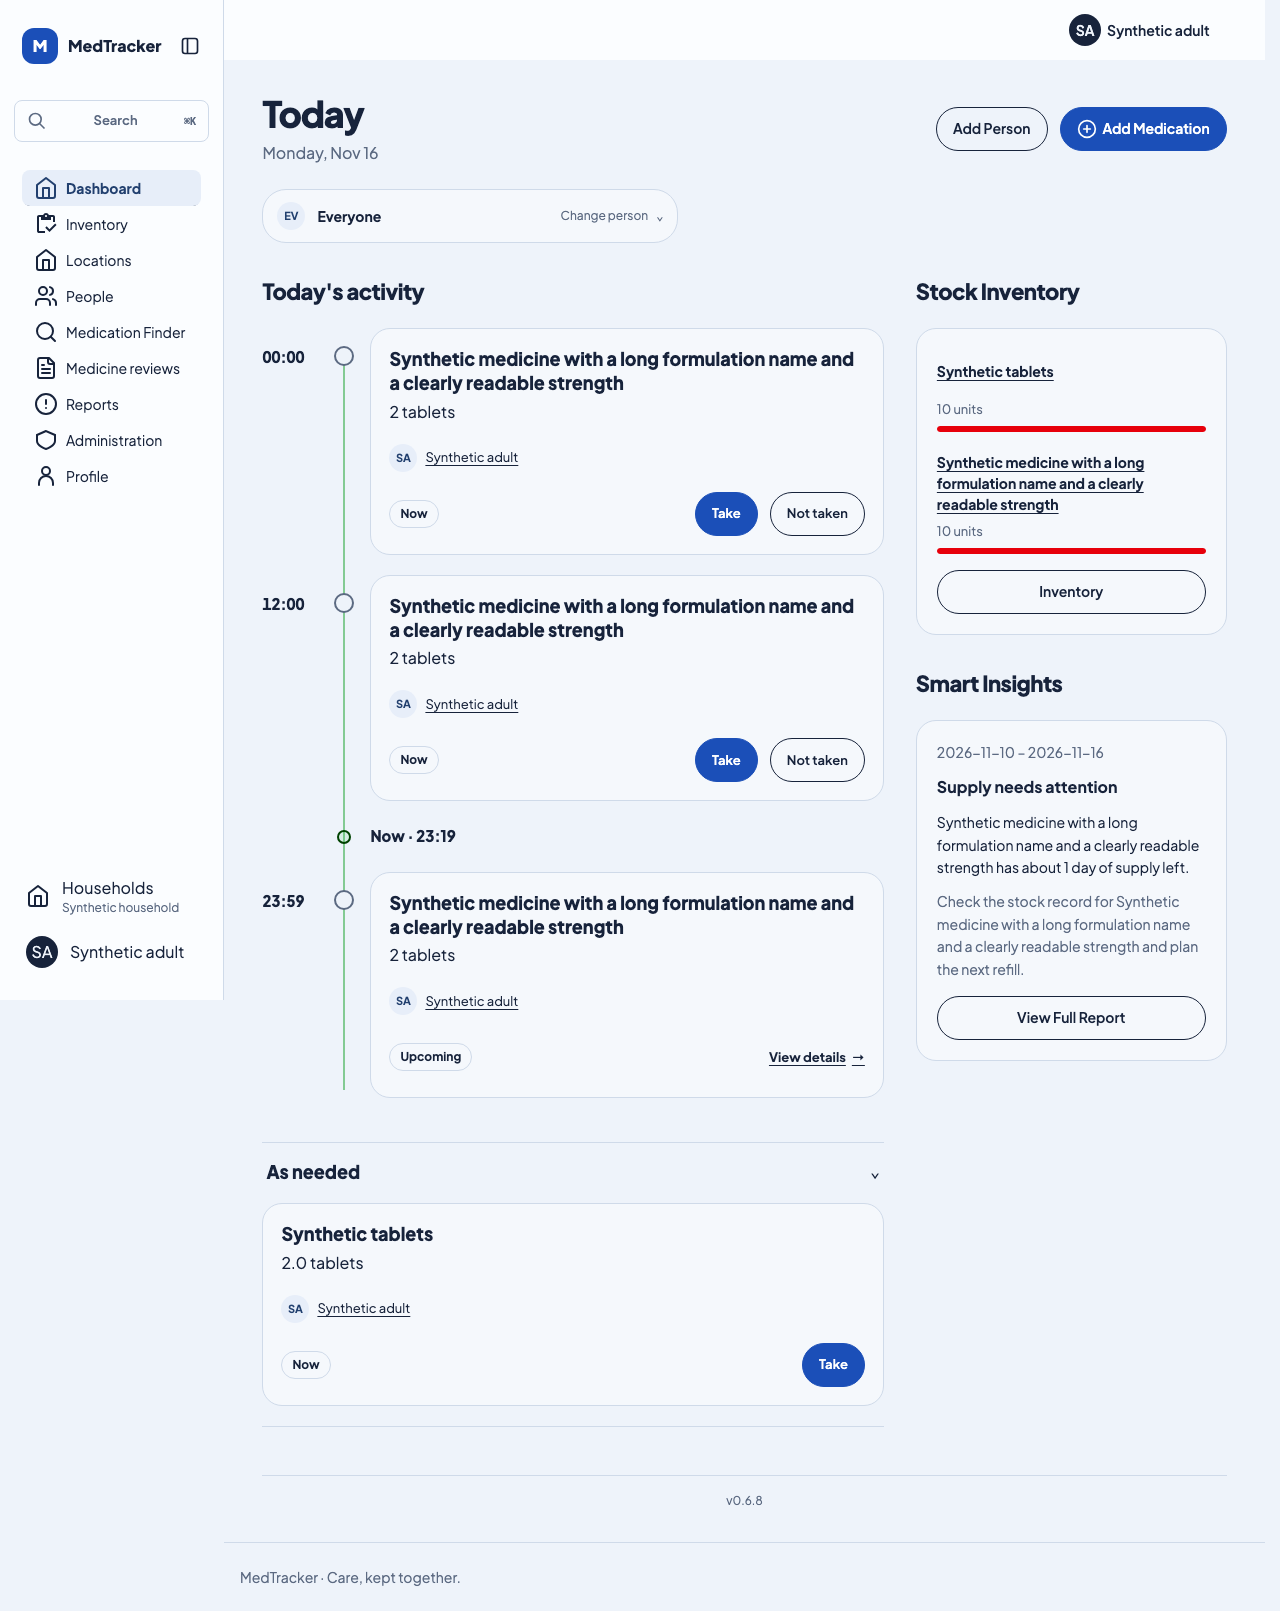 M MedTracker
Search ⌘K
Dashboard
Inventory
Locations
People
Medication Finder
Medicine reviews
Reports
Administration
Profile
Households
Synthetic household
SA Synthetic adult
SA Synthetic adult
Today
Monday, Nov 16
Add Person
Add Medication
EV Everyone Change person
Today's activity
00:00
Synthetic medicine with a long formulation name and
a clearly readable strength
2 tablets
SA Synthetic adult
Now Take Not taken
12:00
Synthetic medicine with a long formulation name and
a clearly readable strength
2 tablets
SA Synthetic adult
Now Take Not taken
Now · 23:19
23:59
Synthetic medicine with a long formulation name and
a clearly readable strength
2 tablets
SA Synthetic adult
Upcoming View details →
As needed
Synthetic tablets
2.0 tablets
SA Synthetic adult
Now Take
Stock Inventory
Synthetic tablets
10 units
Synthetic medicine with a long
formulation name and a clearly
readable strength
10 units
Inventory
Smart Insights
2026-11-10 – 2026-11-16
Supply needs attention
Synthetic medicine with a long
formulation name and a clearly readable
strength has about 1 day of supply left.
Check the stock record for Synthetic
medicine with a long formulation name
and a clearly readable strength and plan
the next refill.
View Full Report
v0.6.8
MedTracker · Care, kept together.